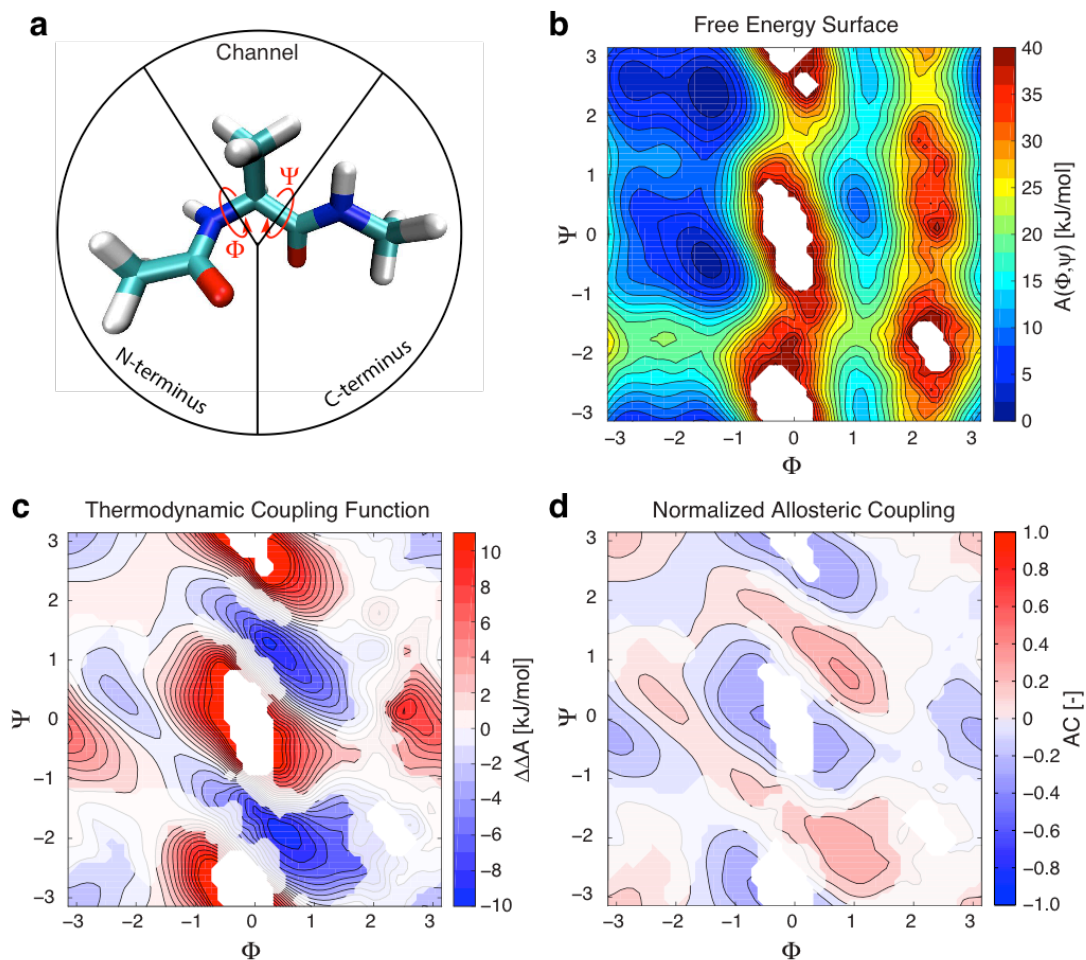 a
Channel
Ψ
Φ
N-terminus
C-terminus
b
Free Energy Surface
3
2
1
0
−1
−2
−3
Ψ
−3 −2 −1 0 1 2 3
Φ
40
35
30
25
20
15
10
5
0
A(Φ,ψ) [kJ/mol]
c
Thermodynamic Coupling Function
3
2
1
0
−1
−2
−3
Ψ
−3 −2 −1 0 1 2 3
Φ
10
8
6
4
2
0
−2
−4
−6
−8
−10
ΔΔA [kJ/mol]
d
Normalized Allosteric Coupling
3
2
1
0
−1
−2
−3
Ψ
−3 −2 −1 0 1 2 3
Φ
1.0
0.8
0.6
0.4
0.2
0
−0.2
−0.4
−0.6
−0.8
−1.0
AC [-]